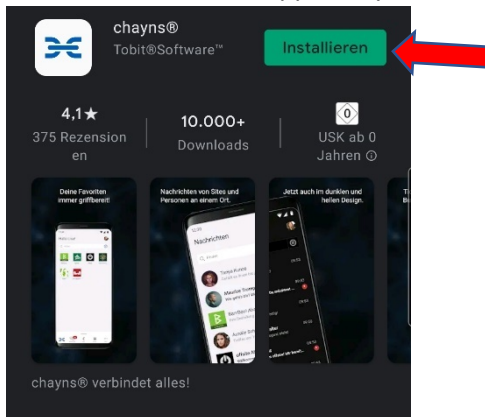 chayns®
Tobit®Software™
Installieren
4,1★
375 Rezension
en
10.000+
Downloads
0
USK ab 0
Jahren
Deine Favoriten
immer griffbereit!
Nachrichten von Sites und
Personen an einem Ort.
Nachrichten
Jetzt auch im dunklen und
hellen Design.
chayns® verbindet alles!